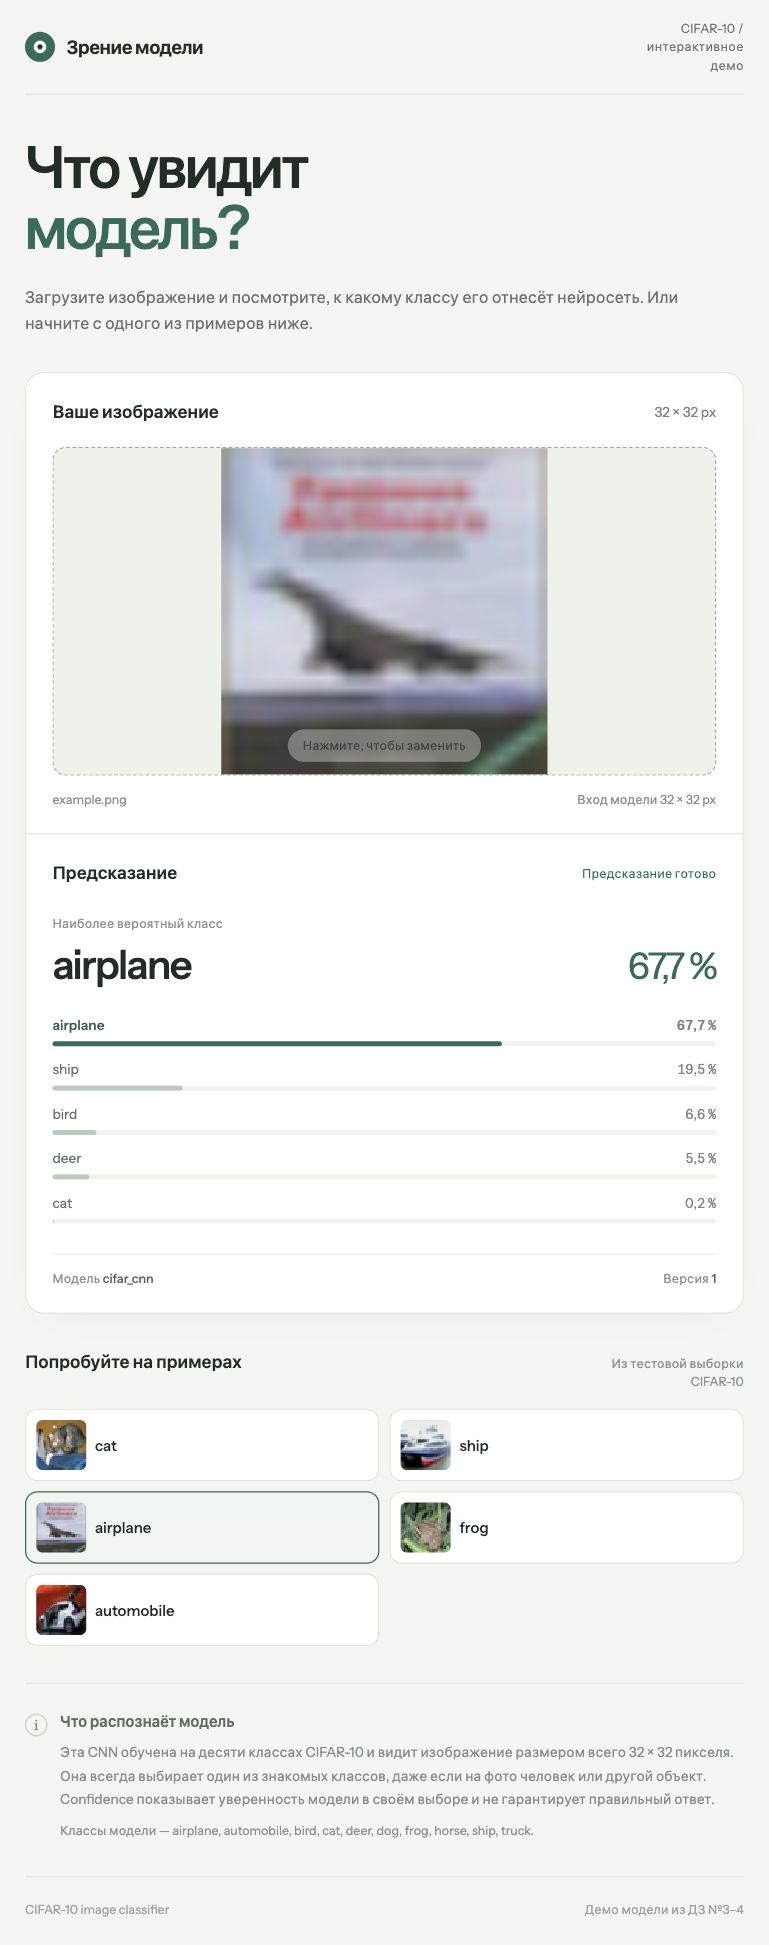 Зрение модели
CIFAR-10 /
интерактивное
демо
Что увидит
модель?
Загрузите изображение и посмотрите, к какому классу его отнесёт нейросеть. Или
начните с одного из примеров ниже.
Ваше изображение
32 × 32 px
Нажмите, чтобы заменить
example.png
Вход модели 32 × 32 px
Предсказание
Предсказание готово
Наиболее вероятный класс
airplane
67,7 %
airplane
67,7 %
ship
19,5 %
bird
6,6 %
deer
5,5 %
cat
0,2 %
Модель cifar_cnn
Версия 1
Попробуйте на примерах
Из тестовой выборки
CIFAR-10
cat
ship
airplane
frog
automobile
i
Что распознаёт модель
Эта CNN обучена на десяти классах CIFAR-10 и видит изображение размером всего 32 × 32 пикселя.
Она всегда выбирает один из знакомых классов, даже если на фото человек или другой объект.
Confidence показывает уверенность модели в своём выборе и не гарантирует правильный ответ.
Классы модели — airplane, automobile, bird, cat, deer, dog, frog, horse, ship, truck.
CIFAR-10 image classifier
Демо модели из ДЗ №3–4